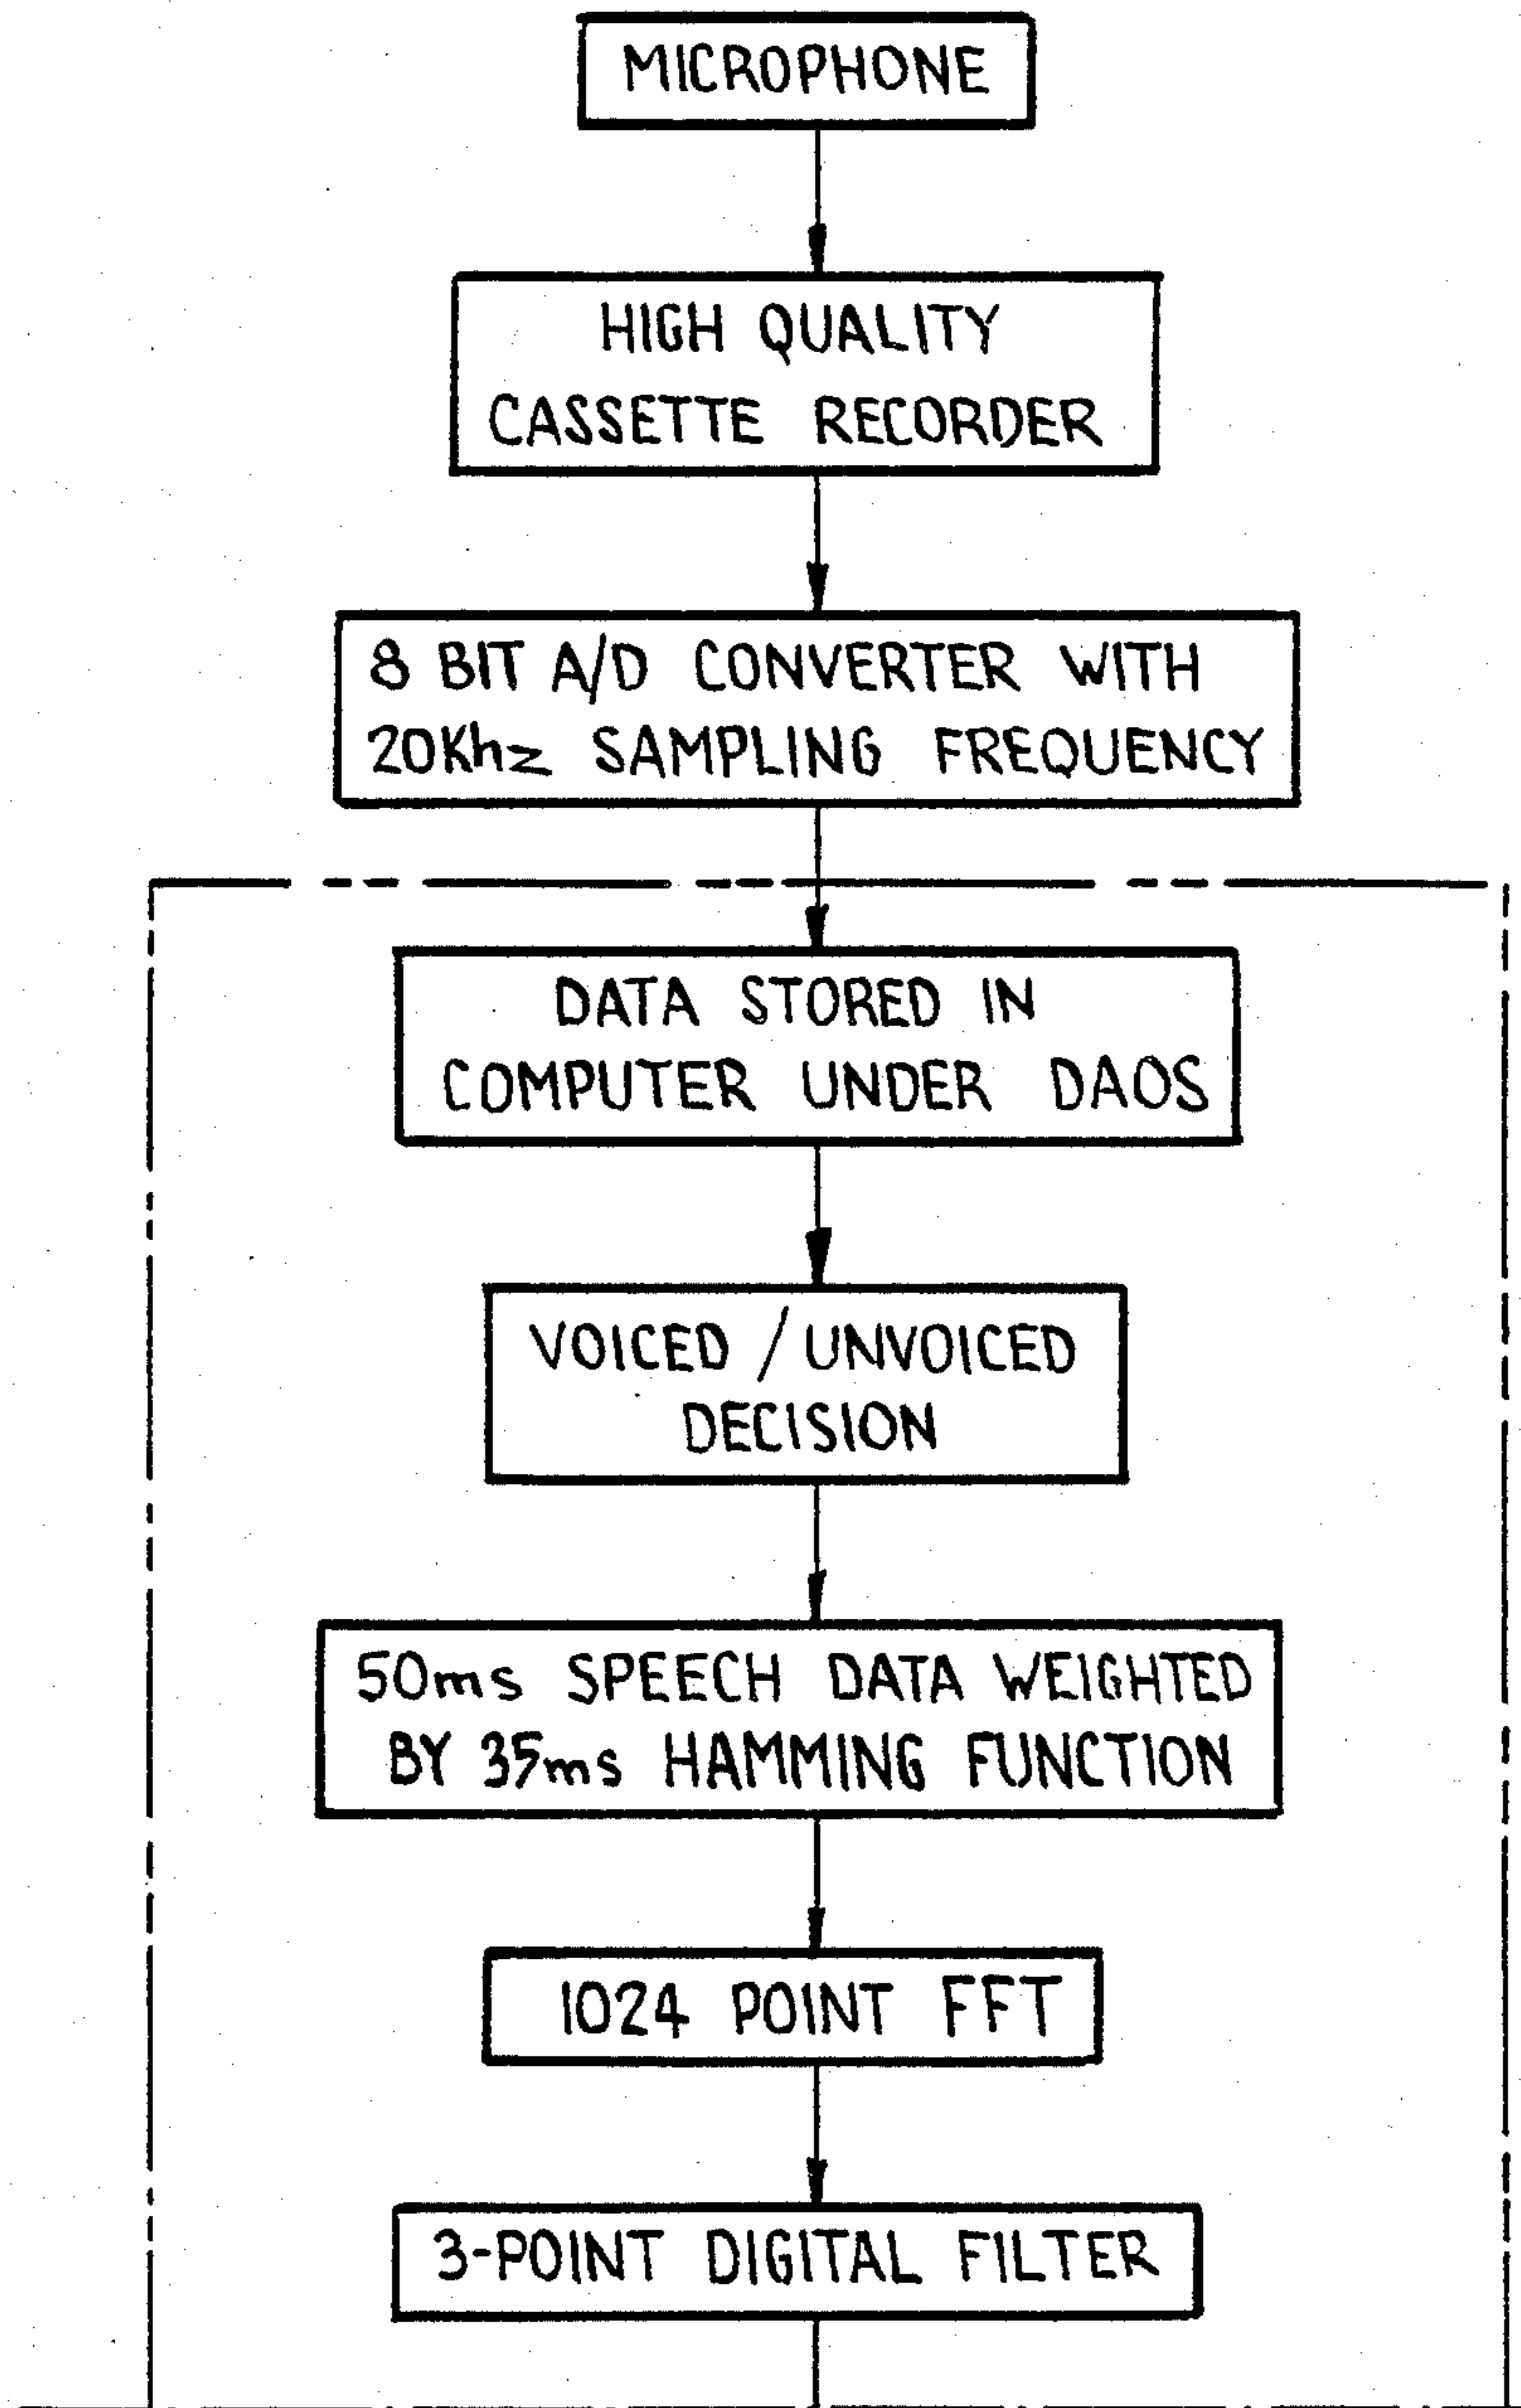 MICROPHONE
HIGH QUALITY
CASSETTE RECORDER
8 BIT A/D CONVERTER WITH
20Khz SAMPLING FREQUENCY
DATA STORED IN
COMPUTER UNDER DAOS
VOICED / UNVOICED
DECISION
50ms SPEECH DATA WEIGHTED
BY 35ms HAMMING FUNCTION
1024 POINT FFT
3-POINT DIGITAL FILTER